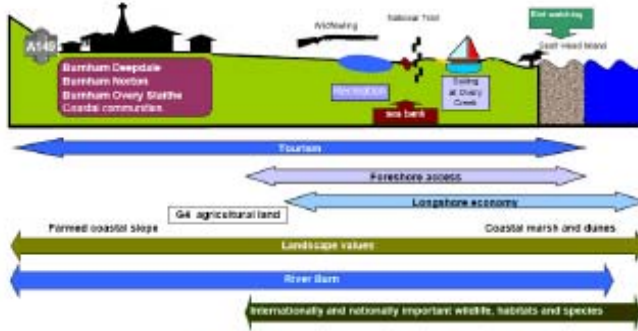 Wildfowling
National Trail
Bird watching
A149
Scolt Head Island
Burnham Deepdale
Burnham Norton
Burnham Overy Staithe
Coastal communities
Recreation
Sailing
at Overy
Creek
sea bank
Tourism
Foreshore access
Longshore economy
G4 agricultural land
Farmed coastal slope
Coastal marsh and dunes
Landscape values
River Burn
Internationally and nationally important wildlife, habitats and species